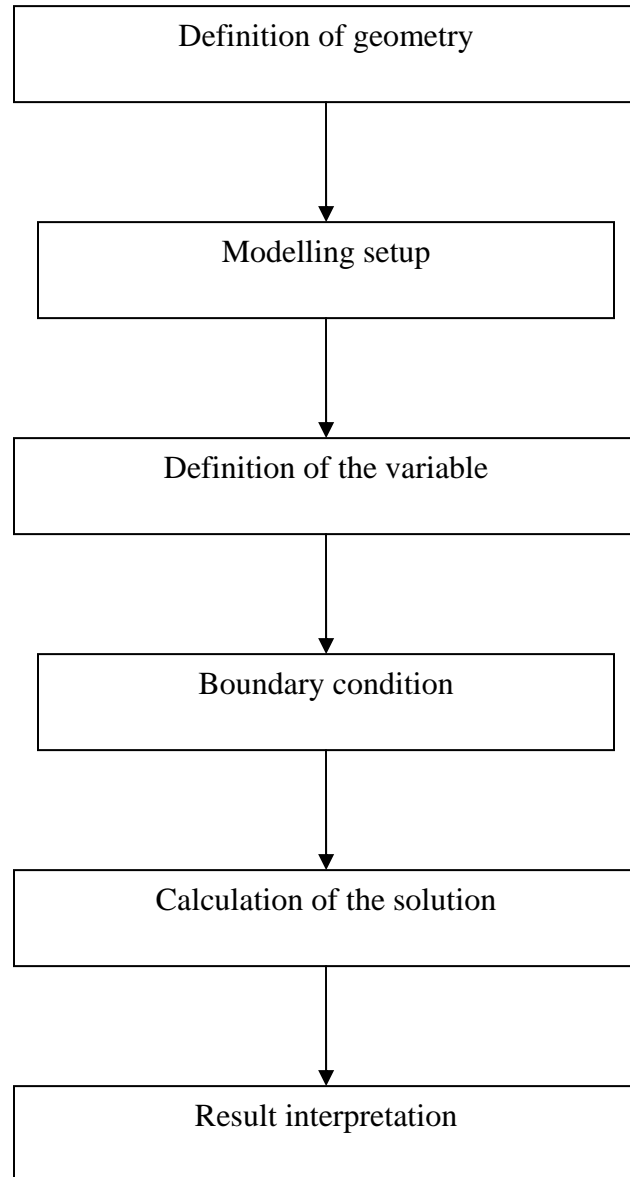 Definition of geometry
Modelling setup
Definition of the variable
Boundary condition
Calculation of the solution
Result interpretation